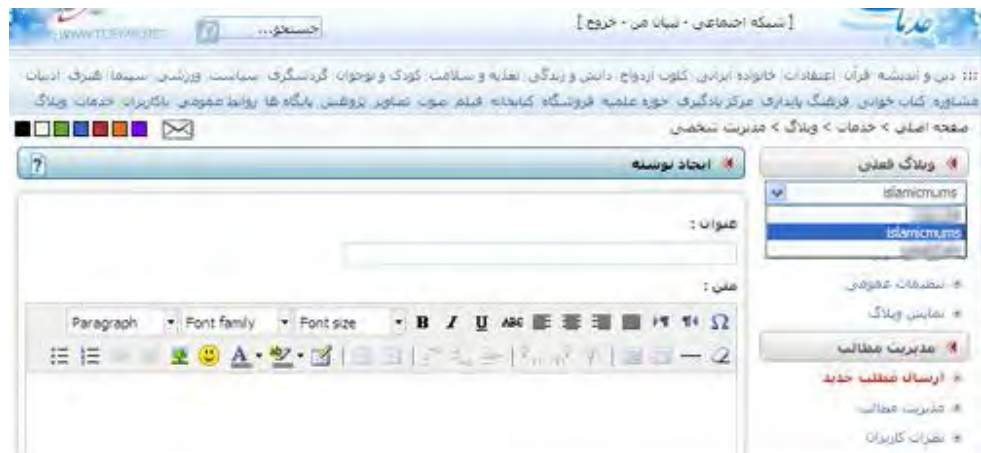 [ شبکه اجتماعی - تبیان من - خروج ]
جستجو...
::: دین و اندیشه قرآن اعتقادات خانواده ایرانی کلوب ازدواج دانش و زندگی تغذیه و سلامت کودک و نوجوان گردشگری سیاست ورزشی سینما هنری ادبیات
مشاوره کتاب خوانی فرهنگ پایداری مرکز یادگیری حوزه علمیه فروشگاه کتابخانه فیلم صوت تصاویر پژوهش پایگاه ها روابط عمومی باکاربران خدمات وبلاگ
صفحه اصلی > خدمات > وبلاگ > مدیریت شخصی
وبلاگ فعلی
islamicmums
islamicmums
تنظیمات عمومی
نمایش وبلاگ
مدیریت مطالب
ارسال مطلب جدید
مدیریت مطالب
نظرات کاربران
ایجاد نوشته
?
عنوان :
متن :
Paragraph Font family Font size B I U ABC Ω
A ab